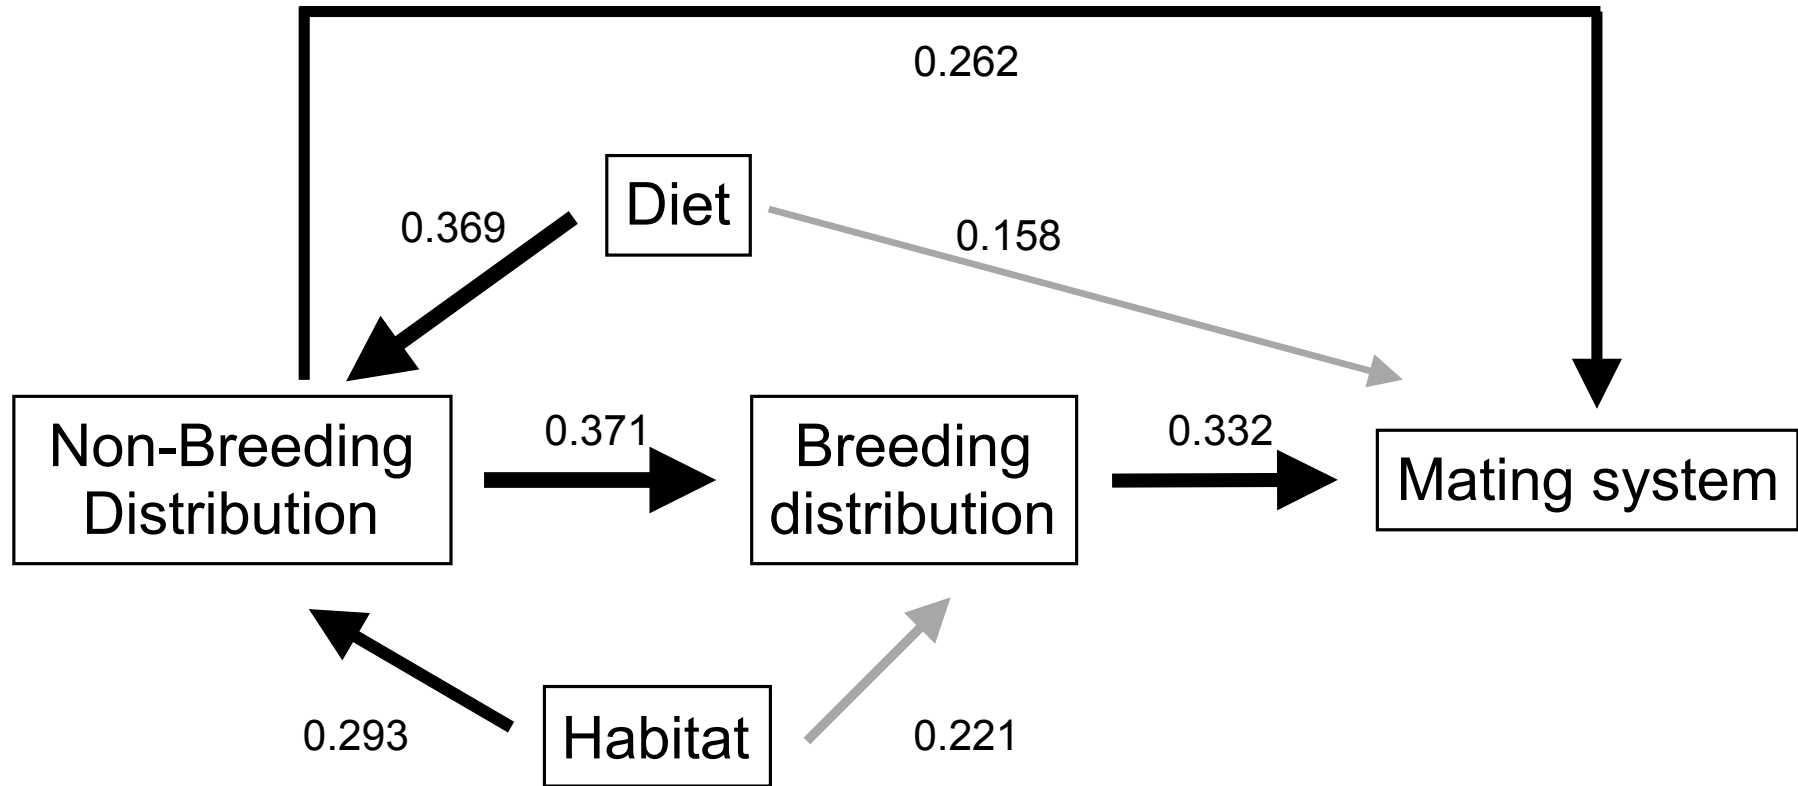 0.262
Diet
0.369
0.158
Non-Breeding
Distribution
0.371
Breeding
distribution
0.332
Mating system
0.293
Habitat
0.221